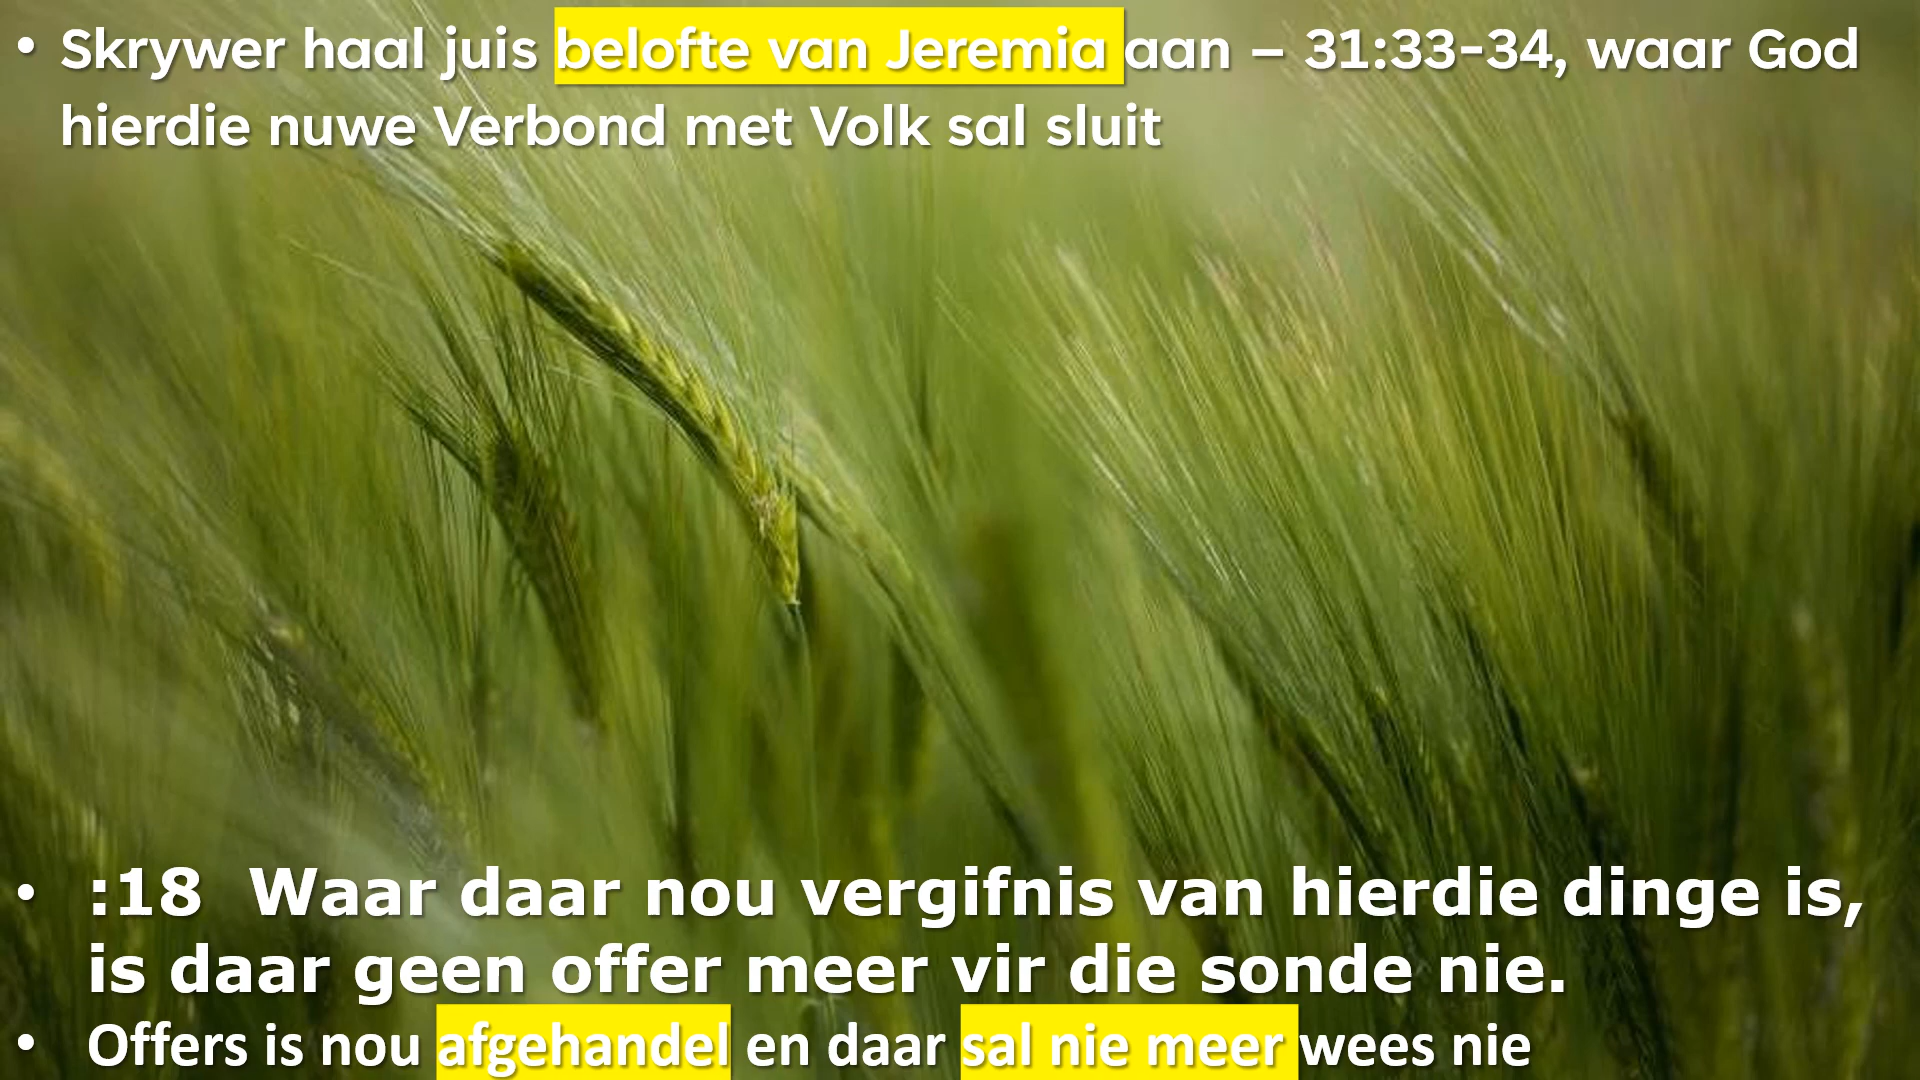 • Skrywer haal juis belofte van Jeremia aan – 31:33-34, waar God
hierdie nuwe Verbond met Volk sal sluit
• :18 Waar daar nou vergifnis van hierdie dinge is,
is daar geen offer meer vir die sonde nie.
• Offers is nou afgehandel en daar sal nie meer wees nie